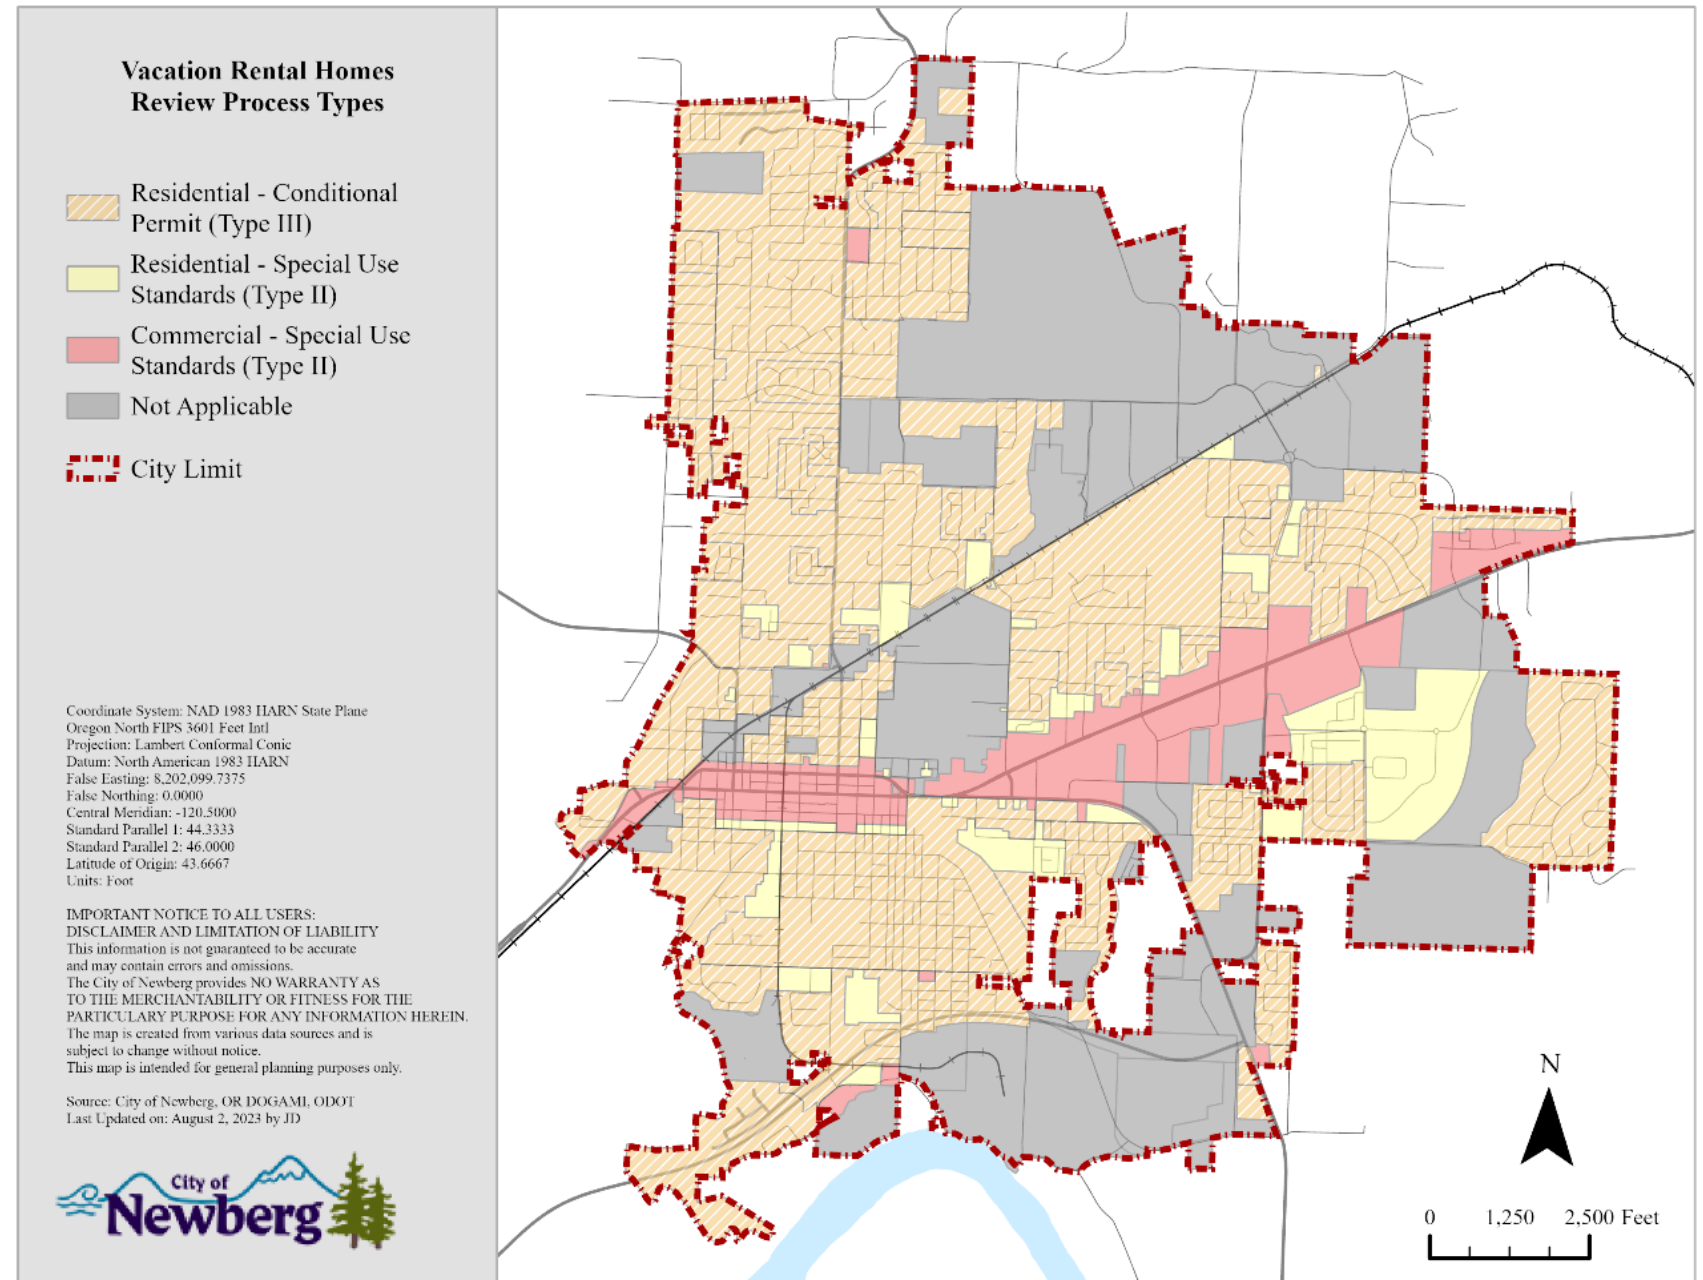 Vacation Rental Homes
Review Process Types
Residential - Conditional
Permit (Type III)
Residential - Special Use
Standards (Type II)
Commercial - Special Use
Standards (Type II)
Not Applicable
City Limit
Coordinate System: NAD 1983 HARN State Plane
Oregon North FIPS 3601 Feet Intl
Projection: Lambert Conformal Conic
Datum: North American 1983 HARN
False Easting: 8,202,099.7375
False Northing: 0.0000
Central Meridian: -120.5000
Standard Parallel 1: 44.3333
Standard Parallel 2: 46.0000
Latitude of Origin: 43.6667
Units: Foot
IMPORTANT NOTICE TO ALL USERS:
DISCLAIMER AND LIMITATION OF LIABILITY
This information is not guaranteed to be accurate
and may contain errors and omissions.
The City of Newberg provides NO WARRANTY AS
TO THE MERCHANTABILITY OR FITNESS FOR THE
PARTICULARY PURPOSE FOR ANY INFORMATION HEREIN.
The map is created from various data sources and is
subject to change without notice.
This map is intended for general planning purposes only.
Source: City of Newberg, OR DOGAMI, ODOT
Last Updated on: August 2, 2023 by JD
City of
Newberg
N
0 1,250 2,500 Feet